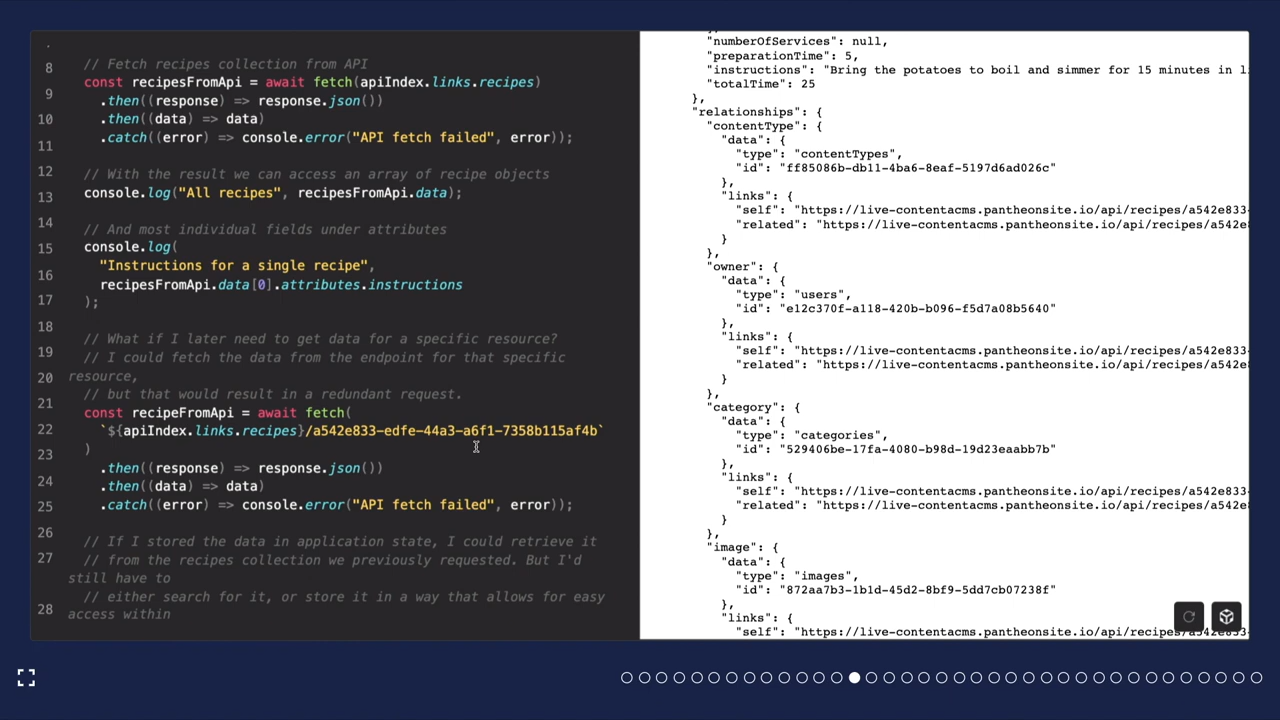 8
// Fetch recipes collection from API
9
const recipesFromApi = await fetch(apiIndex.links.recipes)
.then((response) => response.json())
10
.then((data) => data)
11
.catch((error) => console.error("API fetch failed", error));
12
// With the result we can access an array of recipe objects
13
console.log("All recipes", recipesFromApi.data);
14
// And most individual fields under attributes
15
console.log(
16
"Instructions for a single recipe",
recipesFromApi.data[0].attributes.instructions
17
);
18
// What if I later need to get data for a specific resource?
19
// I could fetch the data from the endpoint for that specific
20
resource,
21
// but that would result in a redundant request.
const recipeFromApi = await fetch(
22
`${apiIndex.links.recipes}/a542e833-edfe-44a3-a6f1-7358b115af4b`
23
)
.then((response) => response.json())
24
.then((data) => data)
25
.catch((error) => console.error("API fetch failed", error));
26
// If I stored the data in application state, I could retrieve it
27
// from the recipes collection we previously requested. But I'd
still have to
// either search for it, or store it in a way that allows for easy
28
access within
"numberOfServices": null,
"preparationTime": 5,
"instructions": "Bring the potatoes to boil and simmer for 15 minutes in l
"totalTime": 25
},
"relationships": {
"contentType": {
"data": {
"type": "contentTypes",
"id": "ff85086b-db11-4ba6-8eaf-5197d6ad026c"
},
"links": {
"self": "https://live-contentacms.pantheonsite.io/api/recipes/a542e833-
"related": "https://live-contentacms.pantheonsite.io/api/recipes/a542e
}
},
"owner": {
"data": {
"type": "users",
"id": "e12c370f-a118-420b-b096-f5d7a08b5640"
},
"links": {
"self": "https://live-contentacms.pantheonsite.io/api/recipes/a542e833-
"related": "https://live-contentacms.pantheonsite.io/api/recipes/a542e
}
},
"category": {
"data": {
"type": "categories",
"id": "529406be-17fa-4080-b98d-19d23eaabb7b"
},
"links": {
"self": "https://live-contentacms.pantheonsite.io/api/recipes/a542e833-
"related": "https://live-contentacms.pantheonsite.io/api/recipes/a542e
}
},
"image": {
"data": {
"type": "images",
"id": "872aa7b3-1b1d-45d2-8bf9-5dd7cb07238f"
},
"links": {
"self": "https://live-contentacms.pantheonsite.io/api/recipes/a542e833-